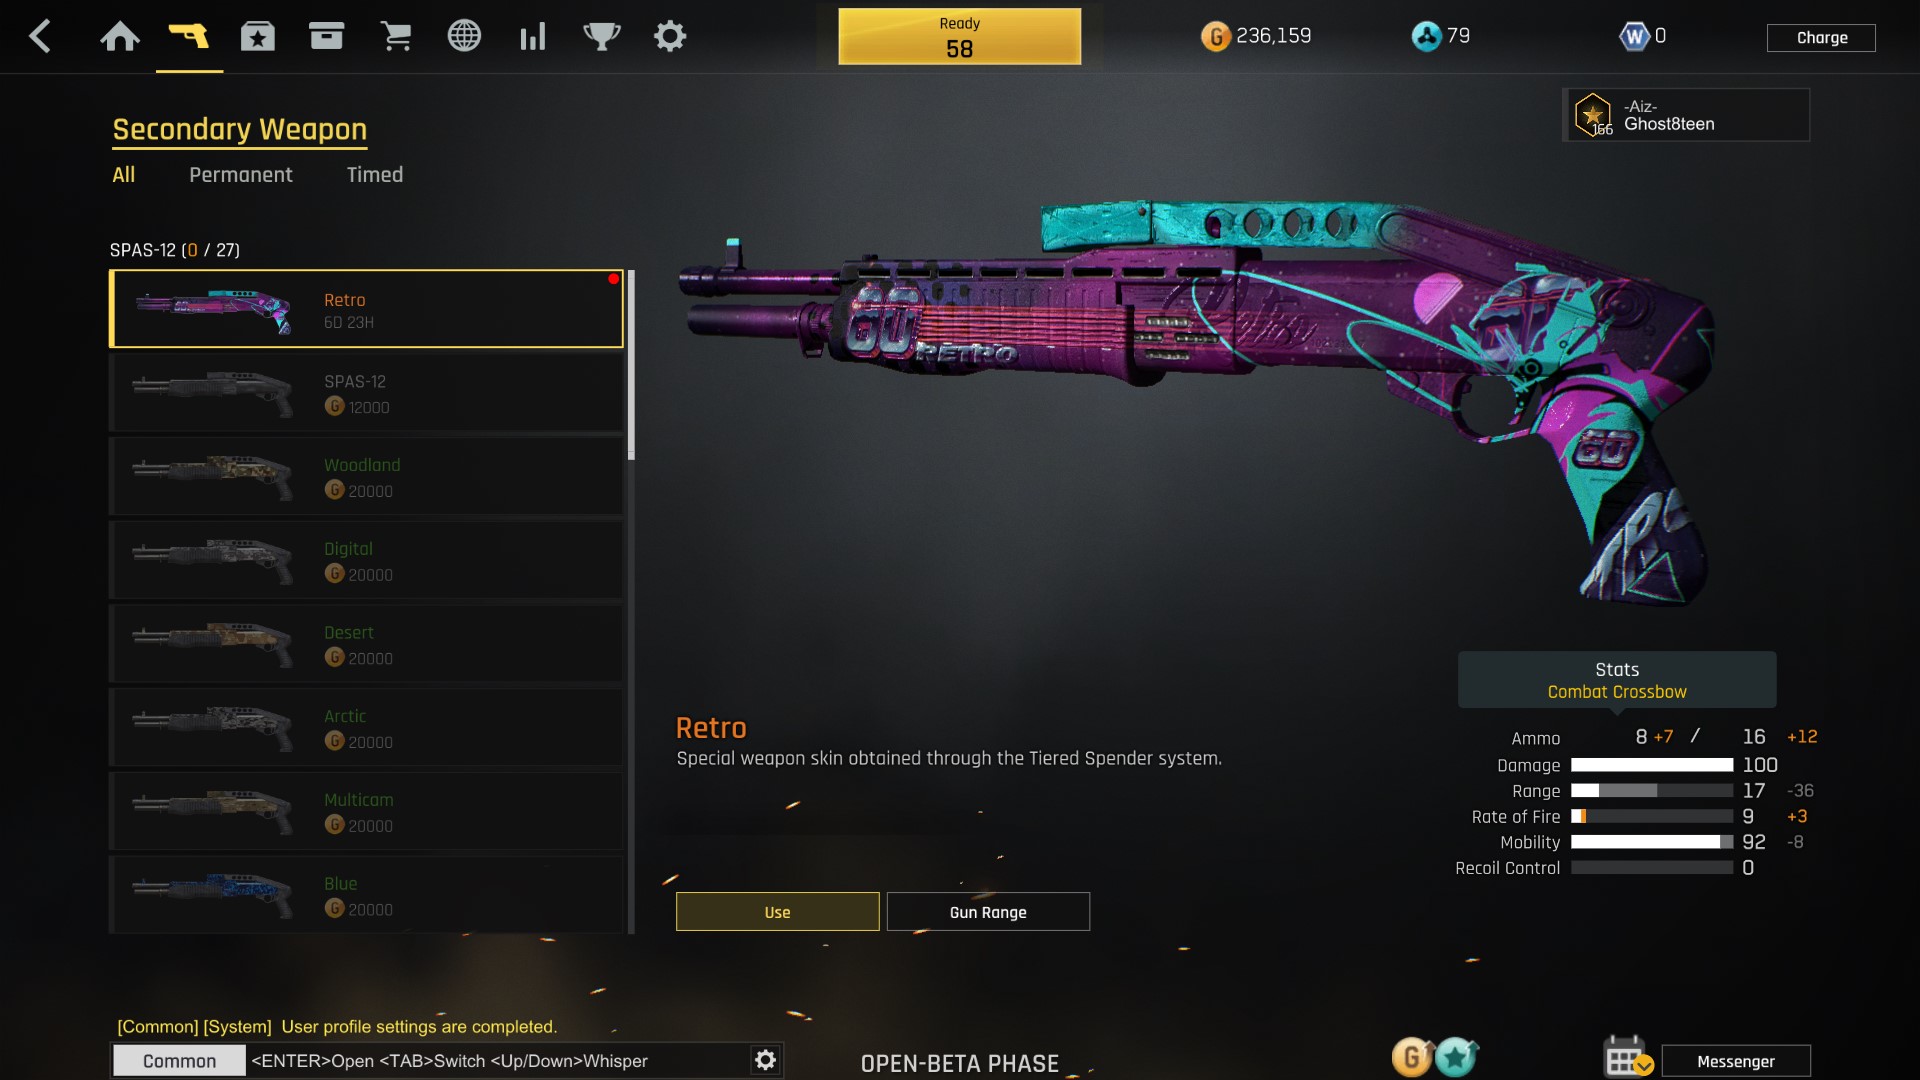 Ready
58
G 236,159
79
W 0
Charge
-Aiz-
Ghost8teen
166
Secondary Weapon
All Permanent Timed
SPAS-12 (0 / 27)
Retro
6D 23H
SPAS-12
G 12000
Woodland
G 20000
Digital
G 20000
Desert
G 20000
Arctic
G 20000
Multicam
G 20000
Blue
G 20000
GU
RETRO
GU
Retro
Special weapon skin obtained through the Tiered Spender system.
Use
Gun Range
Stats
Combat Crossbow
Ammo 8 +7 / 16 +12
Damage 100
Range 17 -36
Rate of Fire 9 +3
Mobility 92 -8
Recoil Control 0
[Common] [System] User profile settings are completed.
Common <ENTER>Open <TAB>Switch <Up/Down>Whisper
OPEN-BETA PHASE
G
Messenger